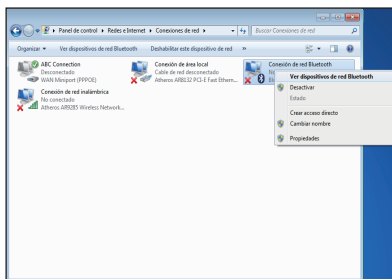 Panel de control ▸ Redes e Internet ▸ Conexiones de red ▸
Buscar Conexiones de red
Organizar
Ver dispositivos de red Bluetooth
Deshabilitar este dispositivo de red
»
ABC Connection
Desconectado
WAN Miniport (PPPOE)
Conexión de área local
Cable de red desconectado
Atheros AR8132 PCI-E Fast Ethern...
Conexión de red Bluetooth
Conexión de red inalámbrica
No conectado
Atheros AR9285 Wireless Network...
Ver dispositivos de red Bluetooth
Desactivar
Estado
Crear acceso directo
Cambiar nombre
Propiedades